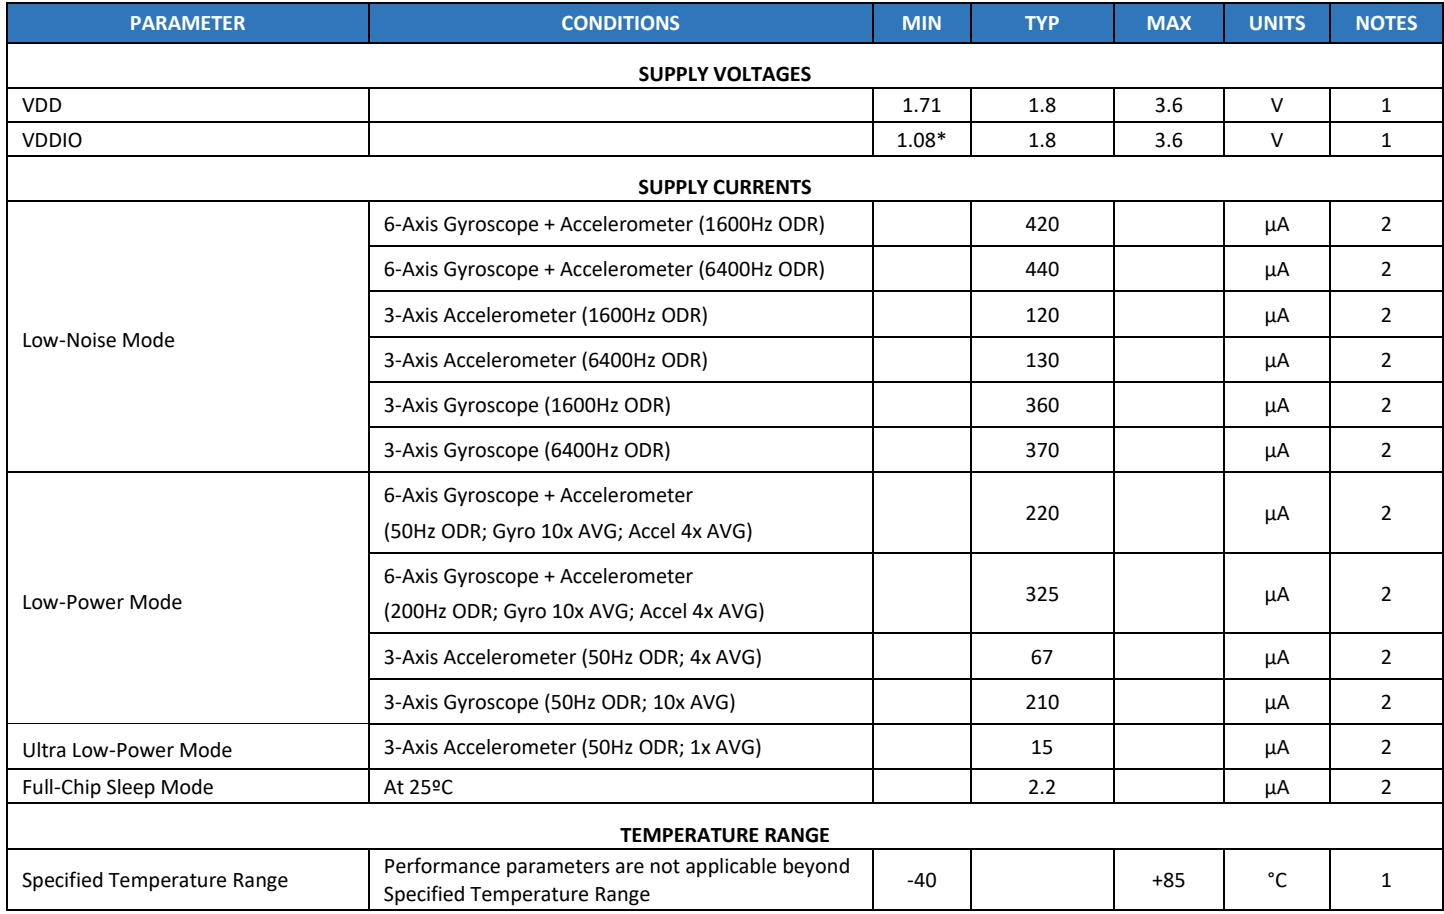 PARAMETER CONDITIONS MIN TYP MAX UNITS NOTES
SUPPLY VOLTAGES
VDD 1.71 1.8 3.6 V 1
VDDIO 1.08* 1.8 3.6 V 1
SUPPLY CURRENTS
Low-Noise Mode
6-Axis Gyroscope + Accelerometer (1600Hz ODR) 420 µA 2
6-Axis Gyroscope + Accelerometer (6400Hz ODR) 440 µA 2
3-Axis Accelerometer (1600Hz ODR) 120 µA 2
3-Axis Accelerometer (6400Hz ODR) 130 µA 2
3-Axis Gyroscope (1600Hz ODR) 360 µA 2
3-Axis Gyroscope (6400Hz ODR) 370 µA 2
Low-Power Mode
6-Axis Gyroscope + Accelerometer
(50Hz ODR; Gyro 10x AVG; Accel 4x AVG) 220 µA 2
6-Axis Gyroscope + Accelerometer
(200Hz ODR; Gyro 10x AVG; Accel 4x AVG) 325 µA 2
3-Axis Accelerometer (50Hz ODR; 4x AVG) 67 µA 2
3-Axis Gyroscope (50Hz ODR; 10x AVG) 210 µA 2
Ultra Low-Power Mode 3-Axis Accelerometer (50Hz ODR; 1x AVG) 15 µA 2
Full-Chip Sleep Mode At 25ºC 2.2 µA 2
TEMPERATURE RANGE
Specified Temperature Range Performance parameters are not applicable beyond
Specified Temperature Range -40 +85 °C 1